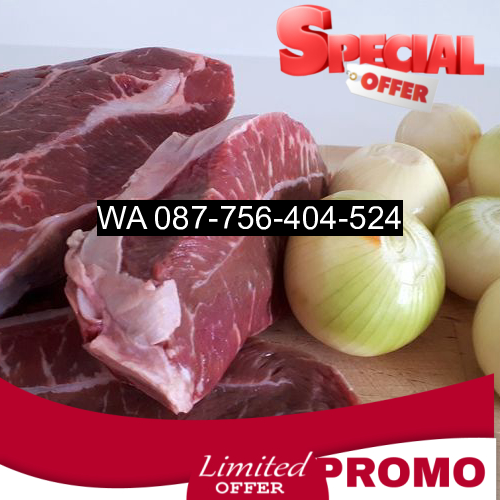 SPECIAL
OFFER
WA 087-756-404-524
Limited
OFFER
PROMO